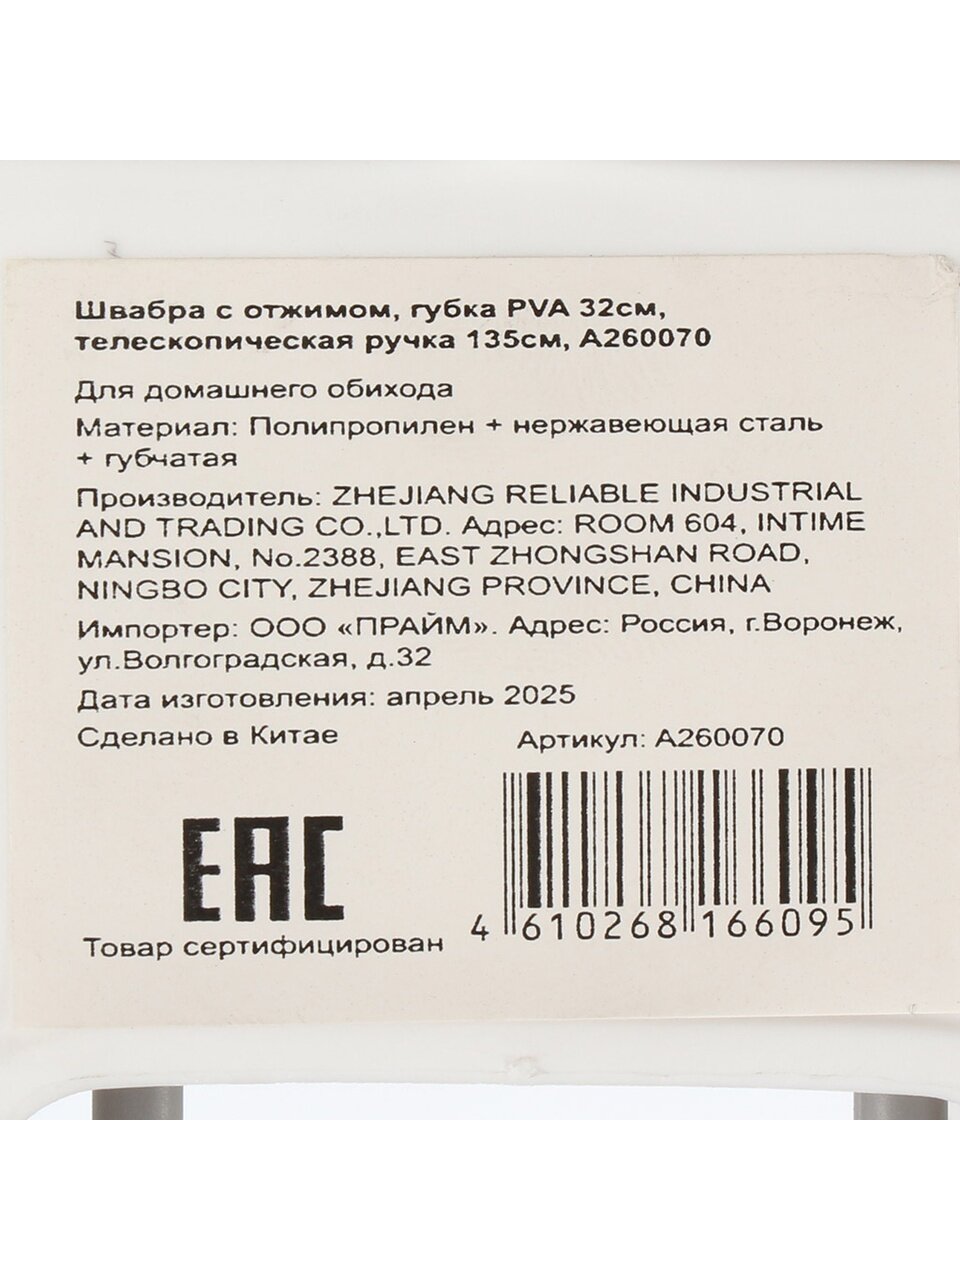 Швабра с отжимом, губка PVA 32см,
телескопическая ручка 135см, А260070
Для домашнего обихода
Материал: Полипропилен + нержавеющая сталь
+ губчатая
Производитель: ZHEJIANG RELIABLE INDUSTRIAL
AND TRADING CO.,LTD. Адрес: ROOM 604, INTIME
MANSION, No.2388, EAST ZHONGSHAN ROAD,
NINGBO CITY, ZHEJIANG PROVINCE, CHINA
Импортер: ООО «ПРАЙМ». Адрес: Россия, г.Воронеж,
ул.Волгоградская, д.32
Дата изготовления: апрель 2025
Сделано в Китае
Артикул: А260070
EAC
Товар сертифицирован
4 610268 166095